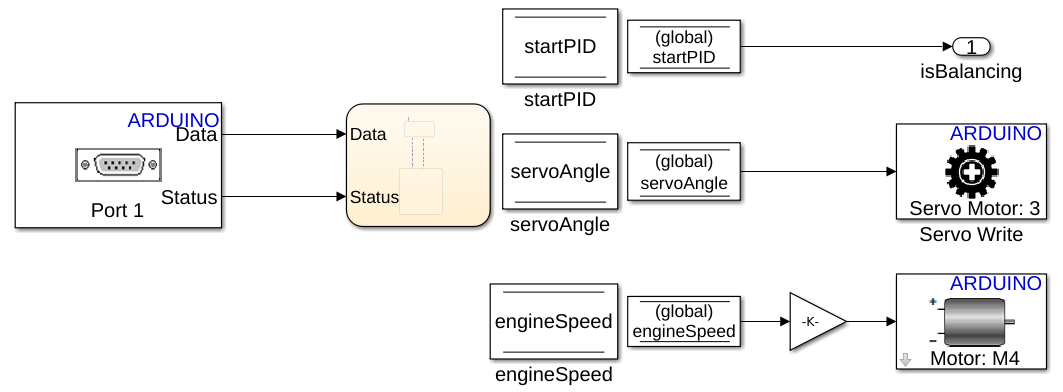 startPID
(global)
startPID
1
isBalancing
startPID
ARDUINO
Data
Status
Port 1
Data
Status
servoAngle
(global)
servoAngle
servoAngle
ARDUINO
Servo Motor: 3
Servo Write
engineSpeed
(global)
engineSpeed
engineSpeed
-K-
ARDUINO
+
−
Motor: M4